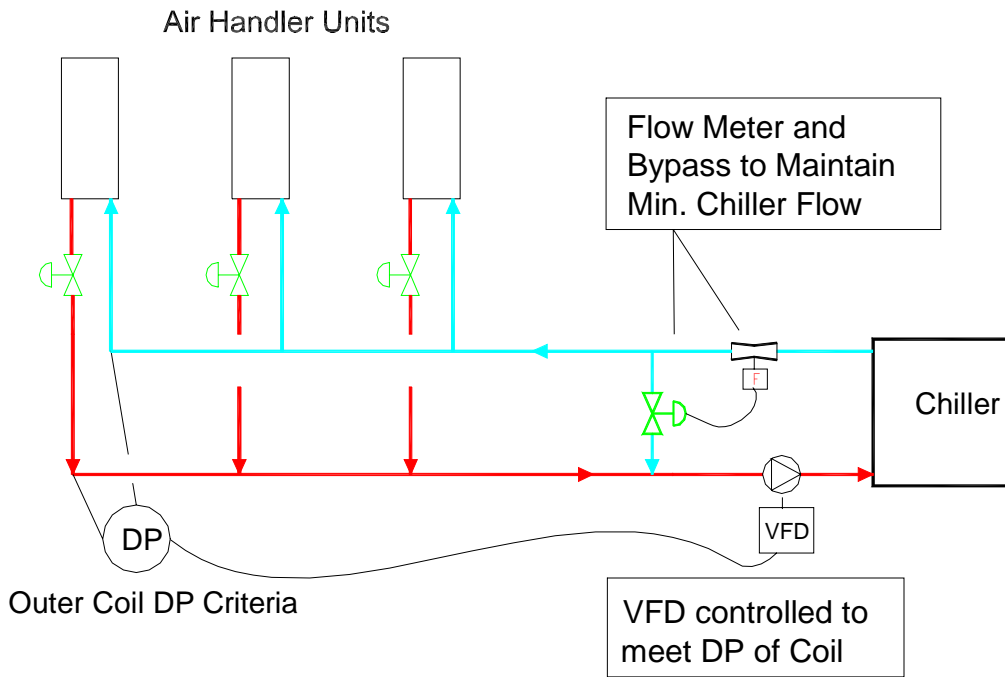 Air Handler Units
Flow Meter and
Bypass to Maintain
Min. Chiller Flow
F
Chiller
DP
VFD
Outer Coil DP Criteria
VFD controlled to
meet DP of Coil